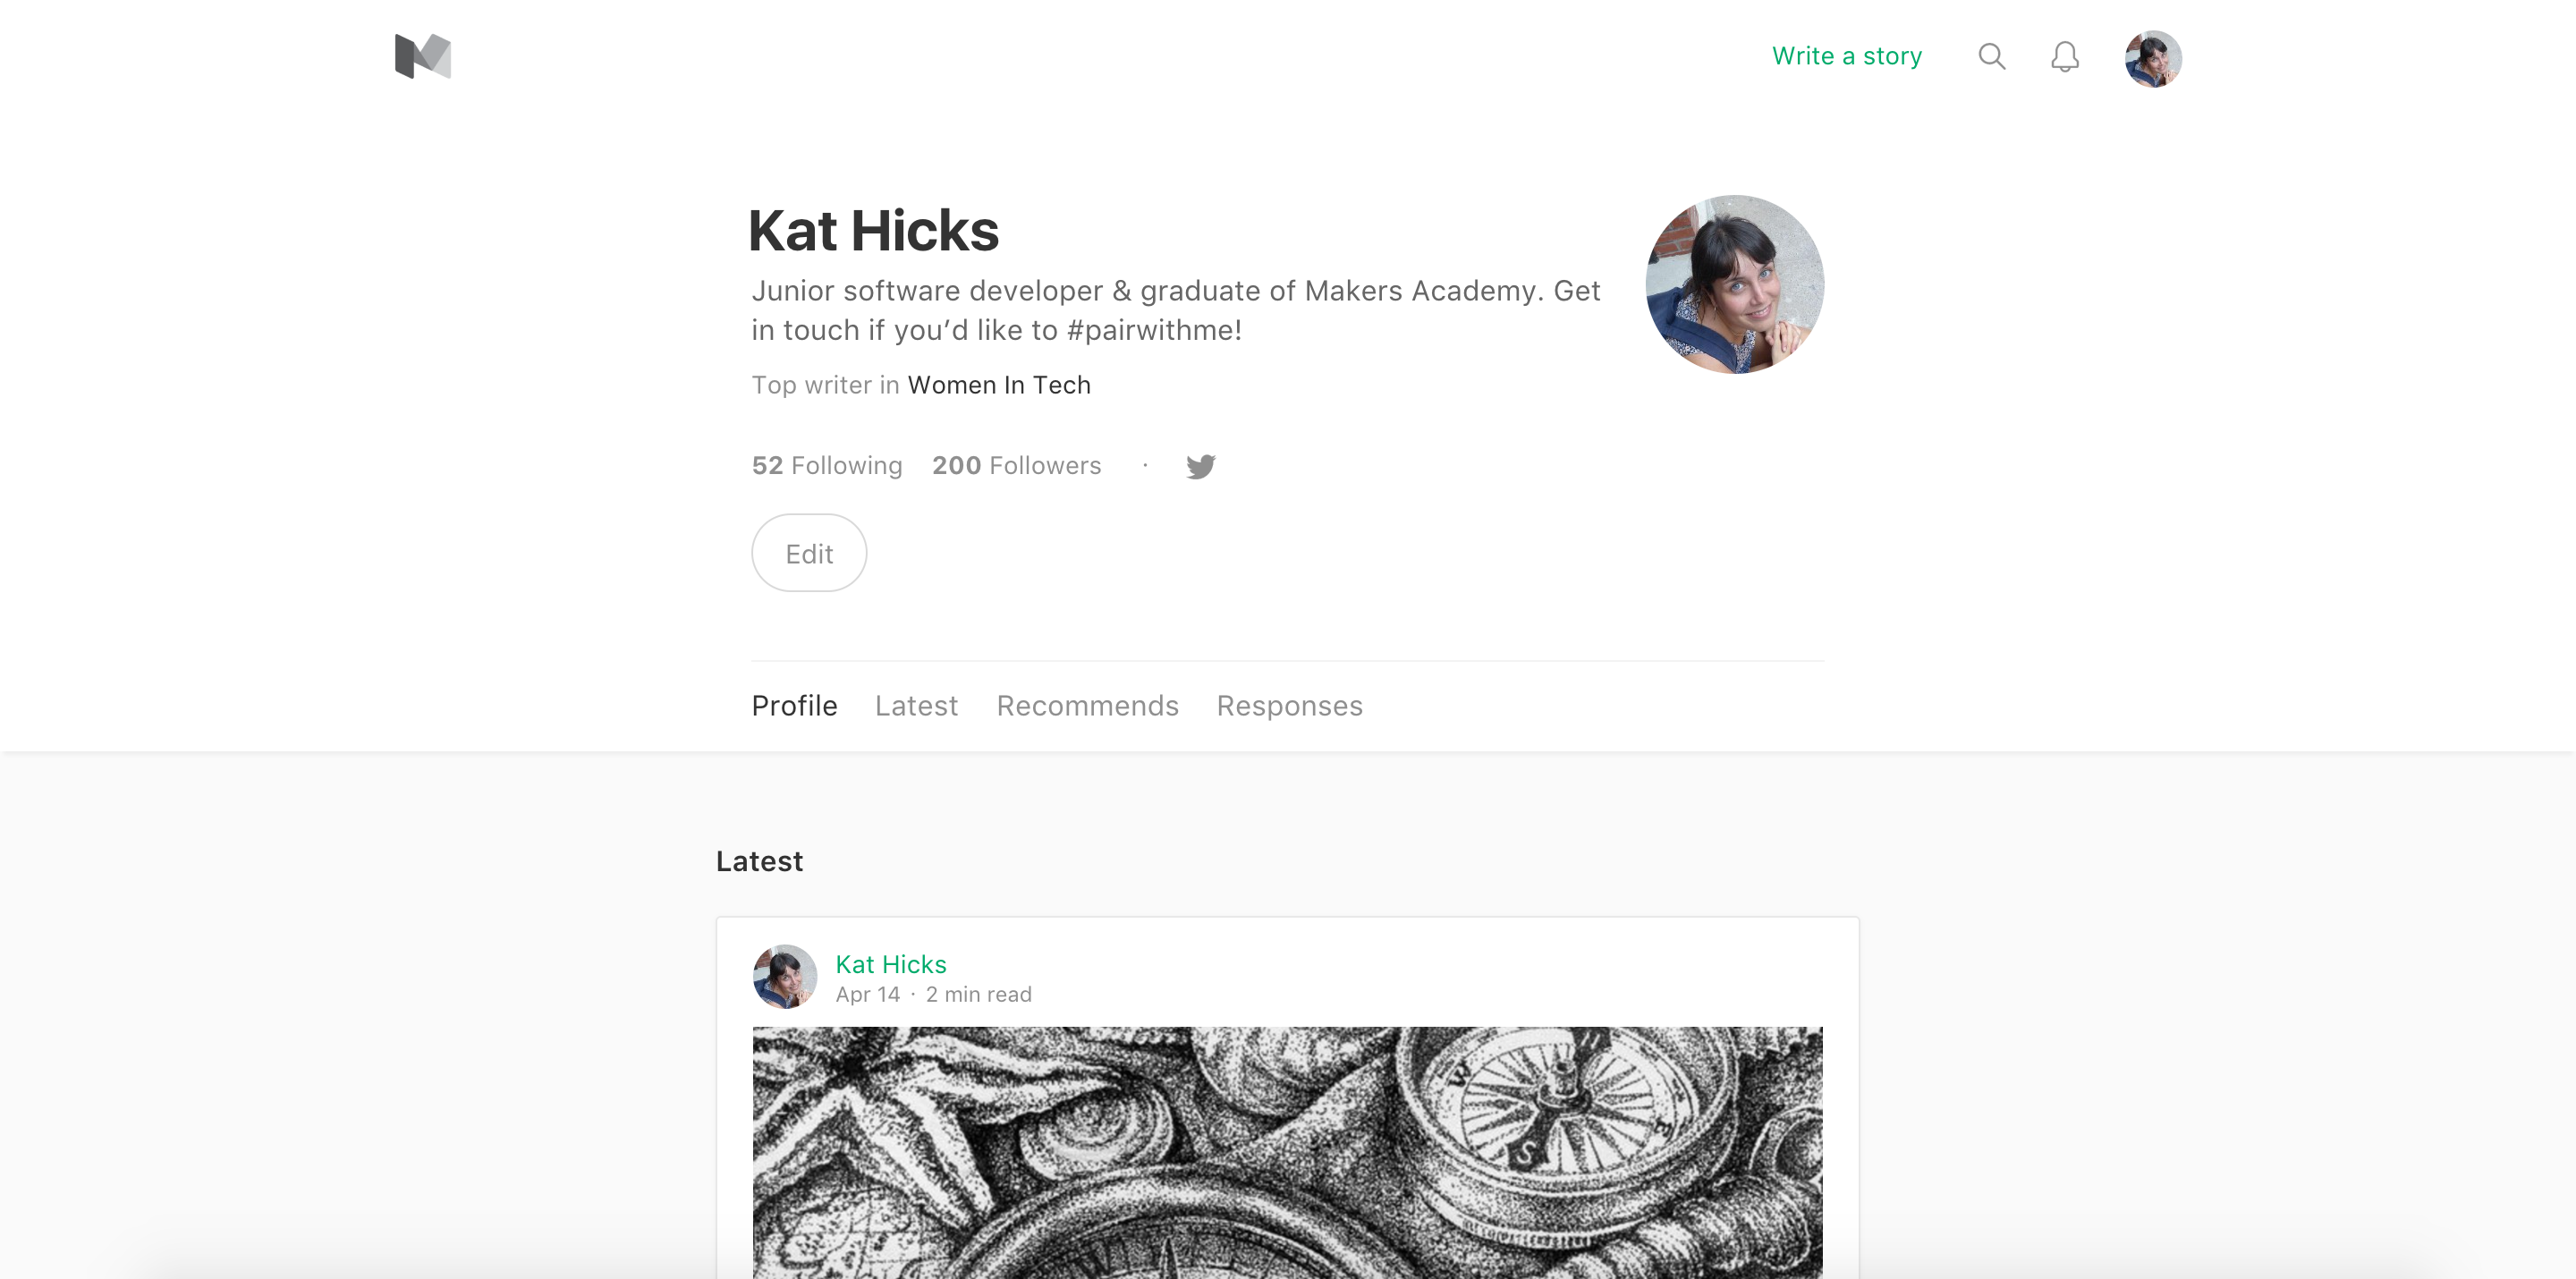 Write a story
Kat Hicks
Junior software developer & graduate of Makers Academy. Get
in touch if you’d like to #pairwithme!
Top writer in Women In Tech
52 Following 200 Followers ·
Edit
Profile Latest Recommends Responses
Latest
Kat Hicks
Apr 14 · 2 min read
W
E
S